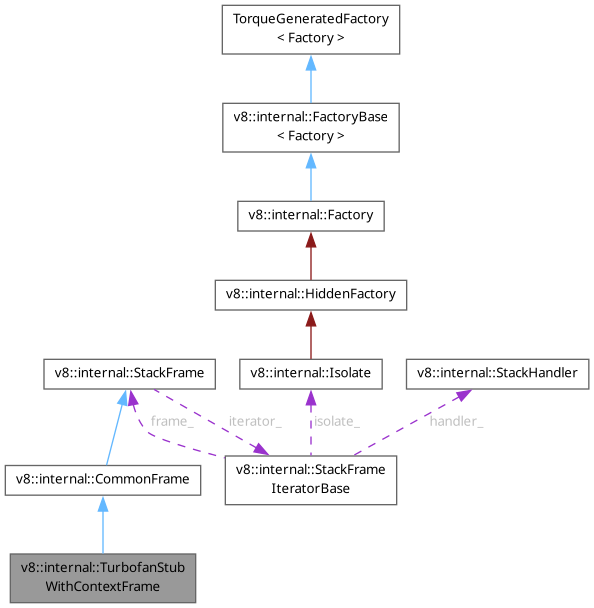 TorqueGeneratedFactory
< Factory >
v8::internal::FactoryBase
< Factory >
v8::internal::Factory
v8::internal::HiddenFactory
v8::internal::StackFrame
v8::internal::Isolate
v8::internal::StackHandler
frame_
iterator_
isolate_
handler_
v8::internal::CommonFrame
v8::internal::StackFrame
IteratorBase
v8::internal::TurbofanStub
WithContextFrame